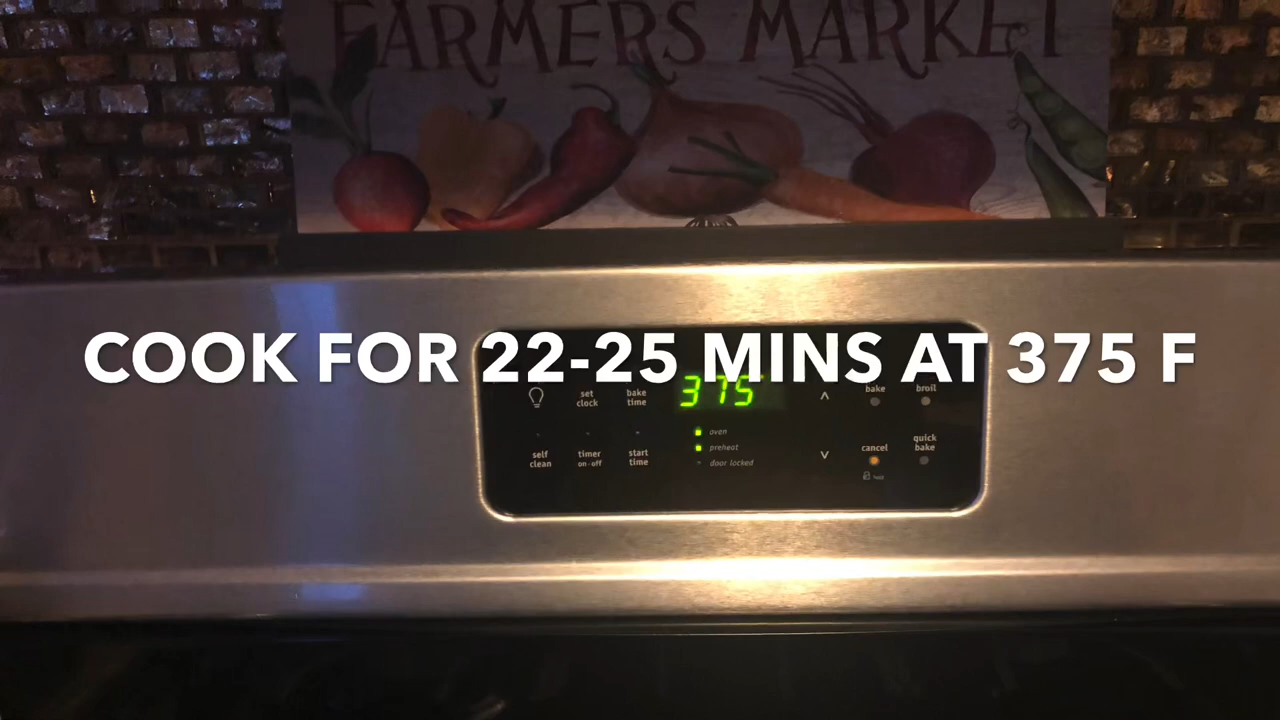 FARMERS MARKET
COOK FOR 22-25 MINS AT 375 F
375
set
clock
bake
time
bake
broil
oven
preheat
door locked
self
clean
timer
on-off
start
time
cancel
quick
bake